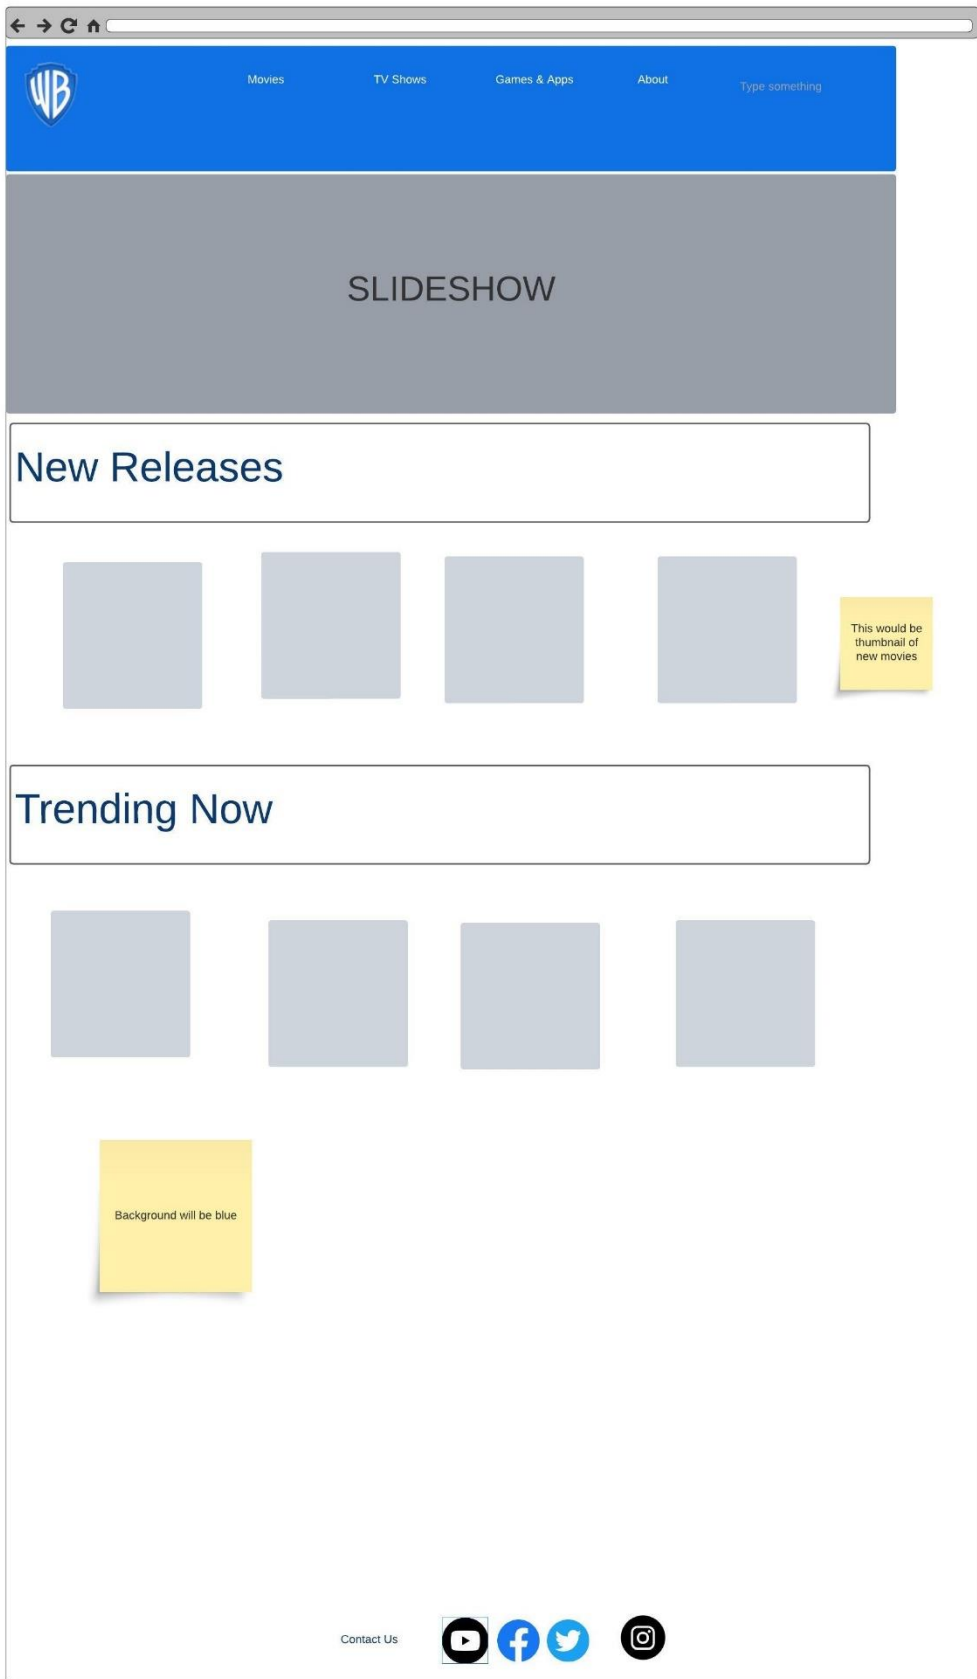 WB
Movies TV Shows Games & Apps About Type something
SLIDESHOW
New Releases
This would be
thumbnail of
new movies
Trending Now
Background will be blue
Contact Us